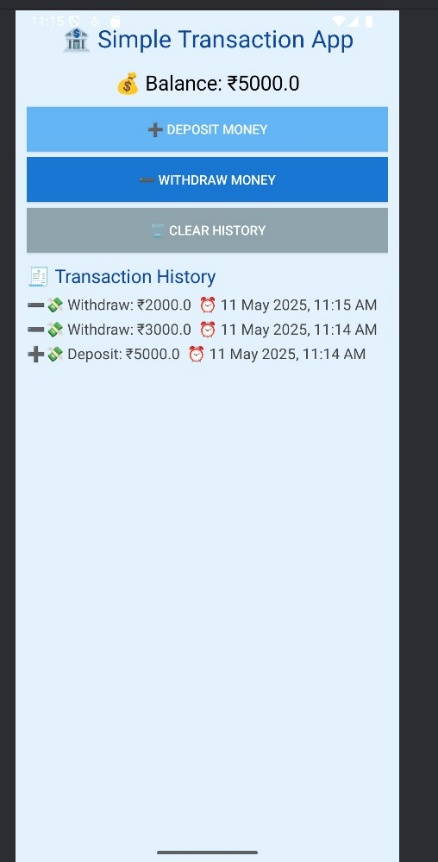 11:15
🏦 Simple Transaction App
💰 Balance: ₹5000.0
➕ DEPOSIT MONEY
➖ WITHDRAW MONEY
🗑️ CLEAR HISTORY
🧾 Transaction History
➖💸 Withdraw: ₹2000.0 ⏰ 11 May 2025, 11:15 AM
➖💸 Withdraw: ₹3000.0 ⏰ 11 May 2025, 11:14 AM
➕💸 Deposit: ₹5000.0 ⏰ 11 May 2025, 11:14 AM